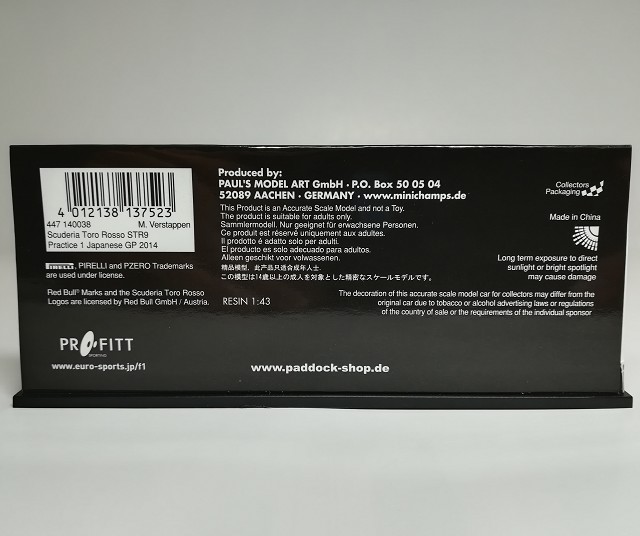 4 012138 137523
447 140038 M. Verstappen
Scuderia Toro Rosso STR9
Practice 1 Japanese GP 2014
PIRELLI, PIRELLI and PZERO Trademarks
are used under license.
Red Bull® Marks and the Scuderia Toro Rosso
Logos are licensed by Red Bull GmbH / Austria.
PROFITT
SPORTING
www.euro-sports.jp/f1
Produced by:
PAUL'S MODEL ART GmbH · P.O. Box 50 05 04
52089 AACHEN · GERMANY · www.minichamps.de
This Product is an Accurate Scale Model and not a Toy.
The product is suitable for adults only.
Sammlermodell. Nur geeignet für erwachsene Personen.
Ce produit est réservé uniquement aux adultes.
Il prodotto é adatto solo per adulti.
El producto es solo adecuado para adultos.
Alleen geschikt voor volwassenen.
精品模型, 此产品只适合成年人士.
この模型は14歳以上の成人を対象とした精密なスケールモデルです。
RESIN 1:43
www.paddock-shop.de
Collectors
Packaging
Made in China
Long term exposure to direct
sunlight or bright spotlight
may cause damage
The decoration of this accurate scale model car for collectors may differ from the
original car due to tobacco or alcohol advertising laws or regulations
of the country of sale or the requirements of the individual sponsor